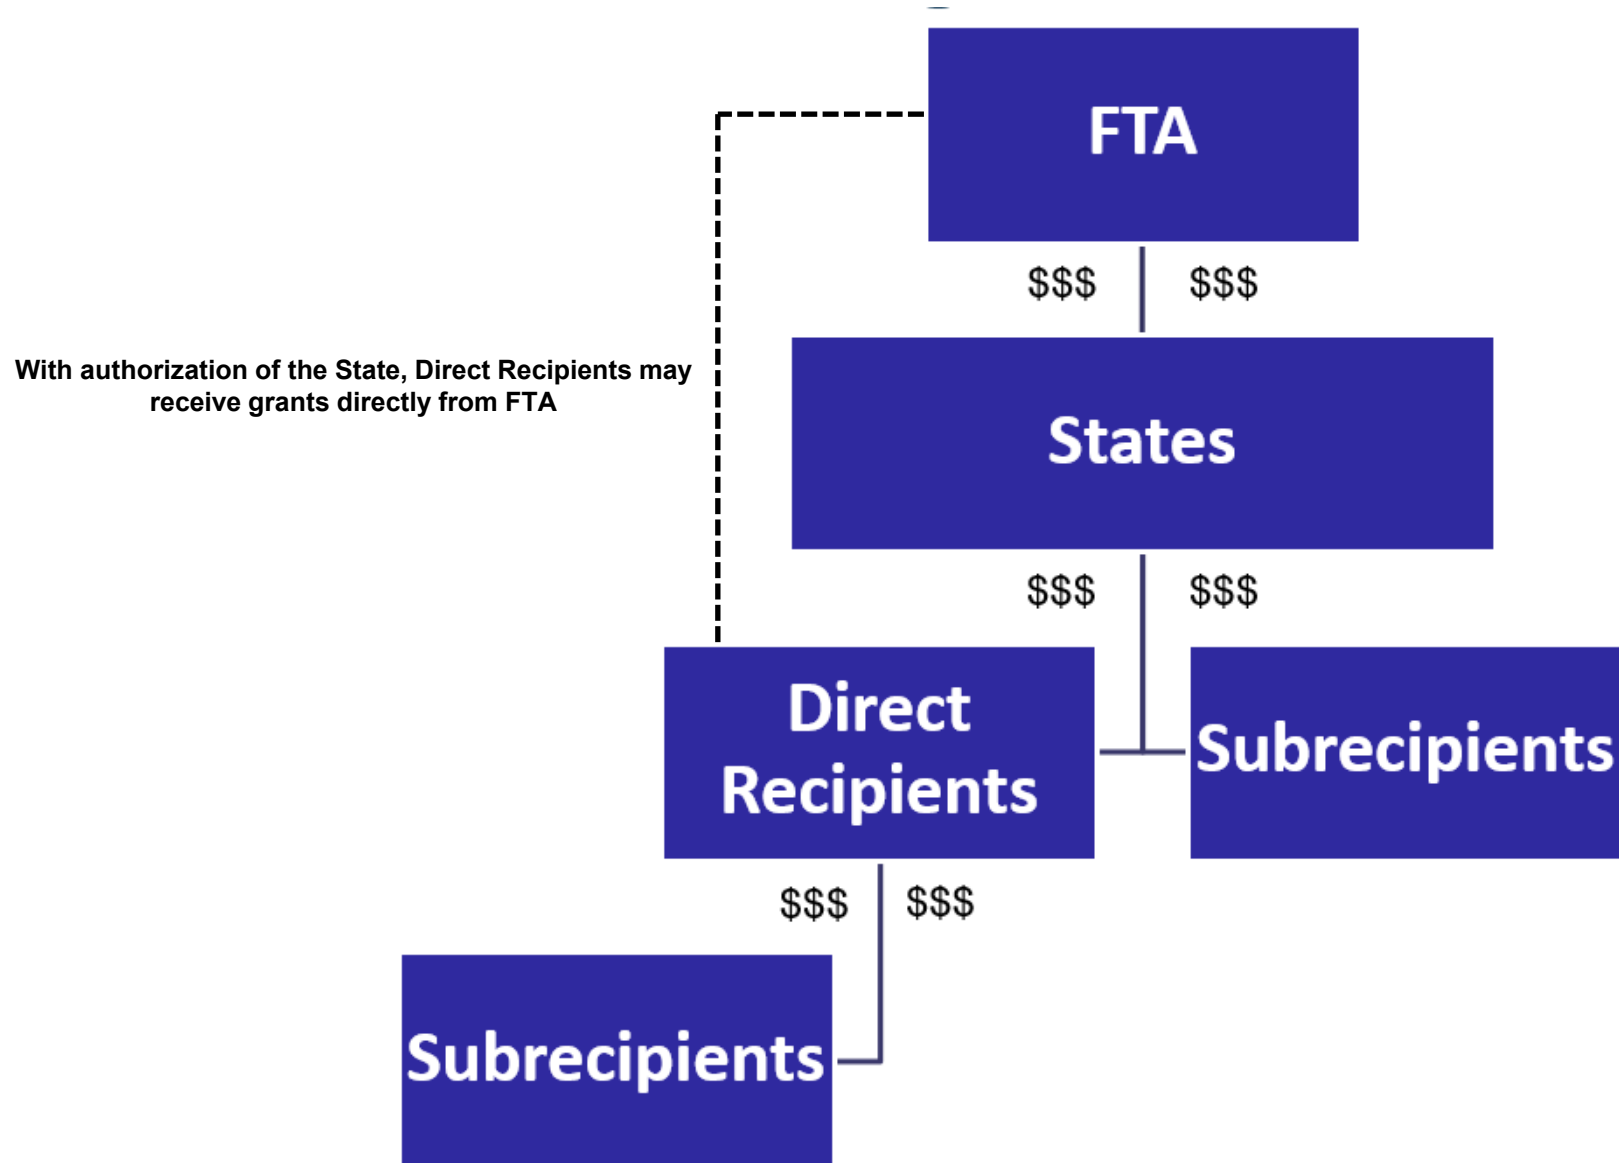 FTA
$$$ $$$
With authorization of the State, Direct Recipients may
receive grants directly from FTA
States
$$$ $$$
Direct
Recipients
Subrecipients
$$$ $$$
Subrecipients